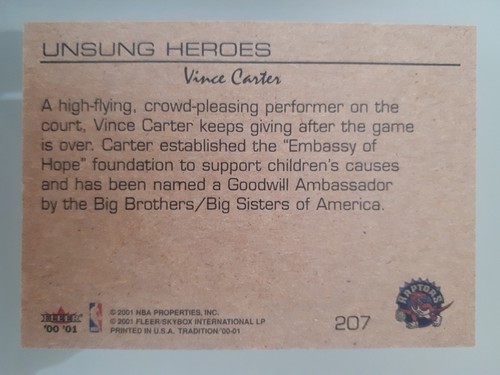 UNSUNG HEROES
Vince Carter
A high-flying, crowd-pleasing performer on the
court, Vince Carter keeps giving after the game
is over. Carter established the "Embassy of
Hope" foundation to support children's causes
and has been named a Goodwill Ambassador
by the Big Brothers/Big Sisters of America.
FLEER
'00 '01
© 2001 NBA PROPERTIES, INC.
© 2001 FLEER/SKYBOX INTERNATIONAL LP
PRINTED IN U.S.A. TRADITION '00-01
207
RAPTORS